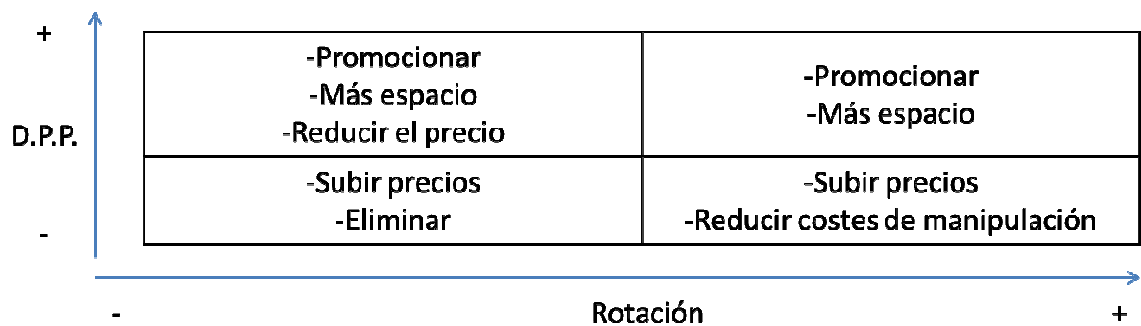 +
-Promocionar
-Más espacio
-Reducir el precio
-Promocionar
-Más espacio
D.P.P.
-Subir precios
-Eliminar
-Subir precios
-Reducir costes de manipulación
-
-
Rotación
+